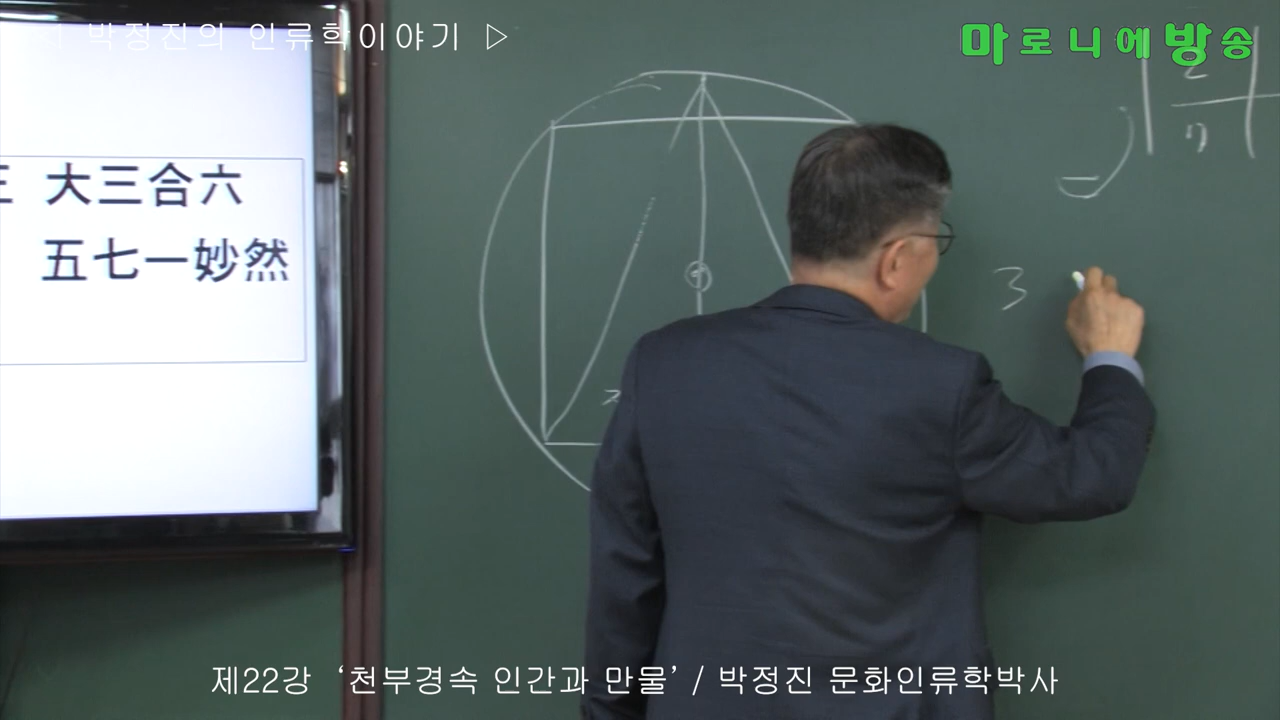 박정진의 인류학이야기 ▷
마로니에방송
大三合六
五七一妙然
3
제22강 ‘천부경속 인간과 만물’ / 박정진 문화인류학박사